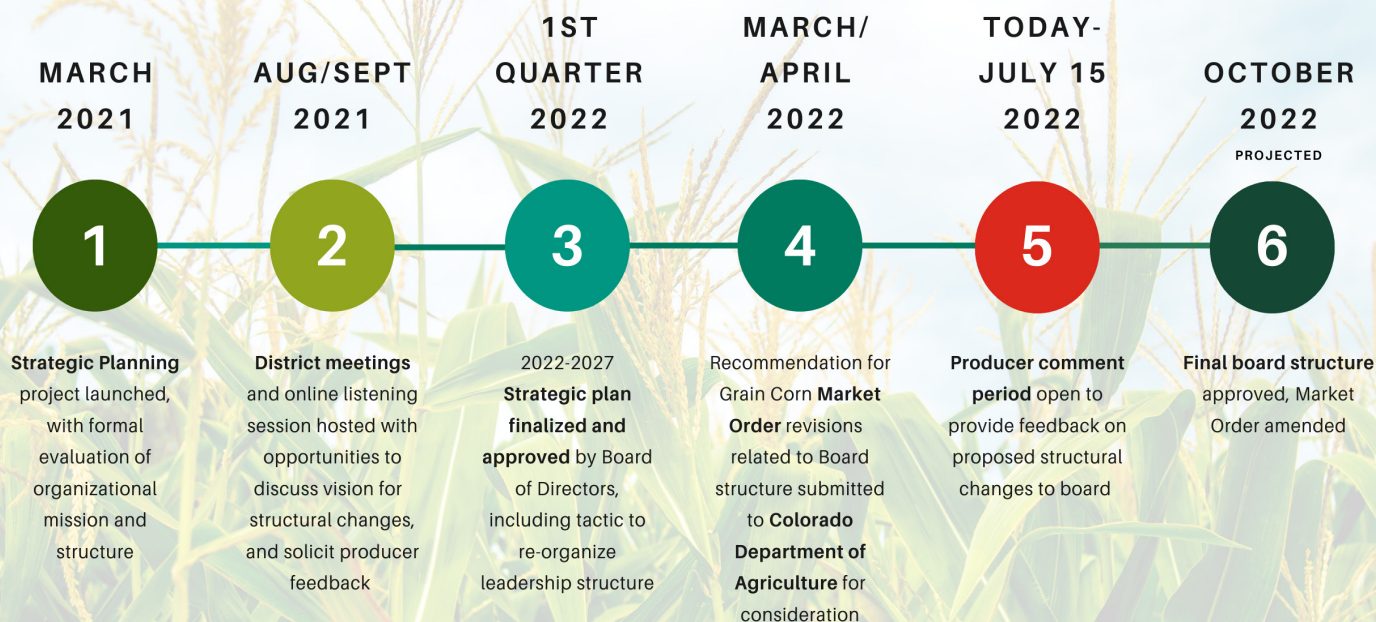 MARCH
2021
1
Strategic Planning
project launched,
with formal
evaluation of
organizational
mission and
structure
AUG/SEPT
2021
2
District meetings
and online listening
session hosted with
opportunities to
discuss vision for
structural changes,
and solicit producer
feedback
1ST
QUARTER
2022
3
2022-2027
Strategic plan
finalized and
approved by Board
of Directors,
including tactic to
re-organize
leadership structure
MARCH/
APRIL
2022
4
Recommendation for
Grain Corn Market
Order revisions
related to Board
structure submitted
to Colorado
Department of
Agriculture for
consideration
TODAY-
JULY 15
2022
5
Producer comment
period open to
provide feedback on
proposed structural
changes to board
OCTOBER
2022
PROJECTED
6
Final board structure
approved, Market
Order amended